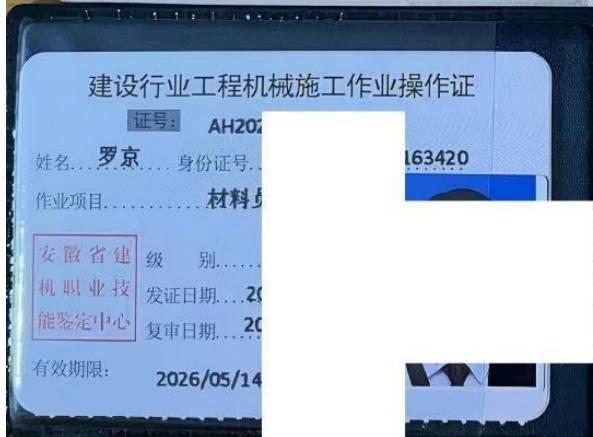 建设行业工程机械施工作业操作证
证号： AH202
姓名 罗京 身份证号 163420
作业项目 材料员
安徽省建
机职业技
能鉴定中心
级 别
发证日期 20
复审日期 20
有效期限： 2026/05/14